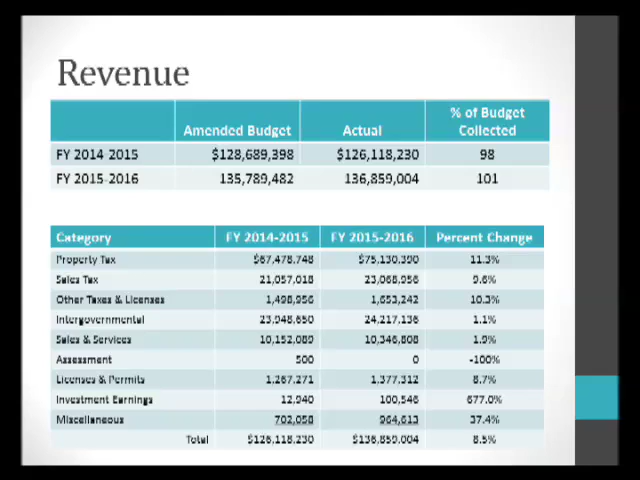 Revenue
Amended Budget Actual % of Budget Collected
FY 2014-2015 $128,689,398 $126,118,230 98
FY 2015-2016 135,789,482 136,859,004 101
Category FY 2014-2015 FY 2015-2016 Percent Change
Property Tax $67,478,748 $75,130,390 11.3%
Sales Tax 21,057,018 23,068,956 9.6%
Other Taxes & Licenses 1,498,956 1,653,242 10.3%
Intergovernmental 23,948,650 24,217,136 1.1%
Sales & Services 10,152,089 10,346,808 1.9%
Assessment 500 0 -100%
Licenses & Permits 1,267,271 1,377,312 8.7%
Investment Earnings 12,940 100,546 677.0%
Miscellaneous 702,058 964,613 37.4%
Total $126,118,230 $136,859,004 8.5%